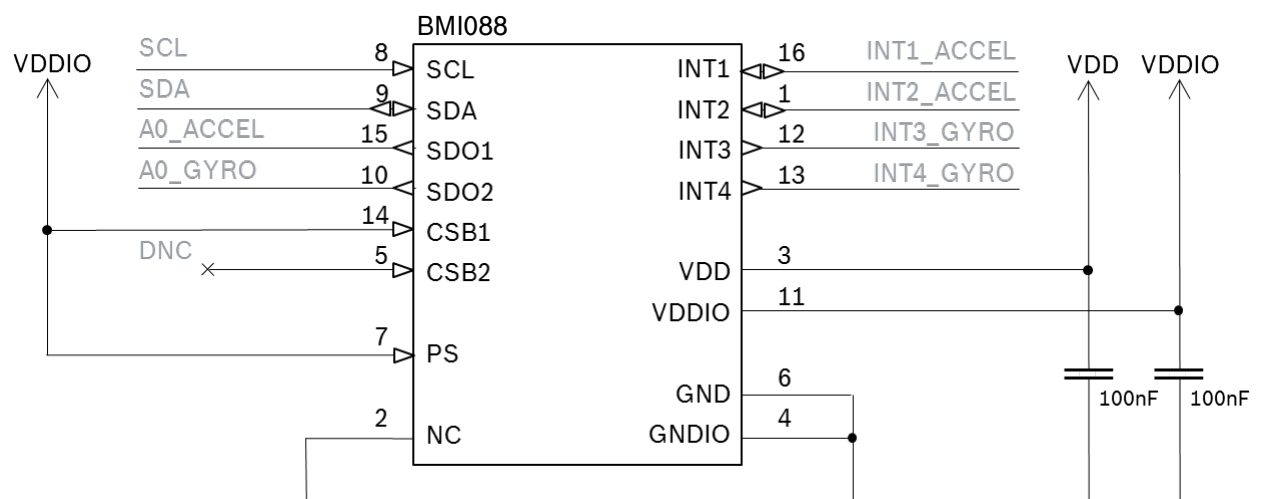 BMI088
VDDIO
SCL 8 SCL
SDA 9 SDA
A0_ACCEL 15 SDO1
A0_GYRO 10 SDO2
14 CSB1
DNC 5 CSB2
7 PS
2 NC
INT1 16 INT1_ACCEL
INT2 1 INT2_ACCEL
INT3 12 INT3_GYRO
INT4 13 INT4_GYRO
VDD 3
VDDIO 11
GND 6
GNDIO 4
VDD VDDIO
100nF 100nF